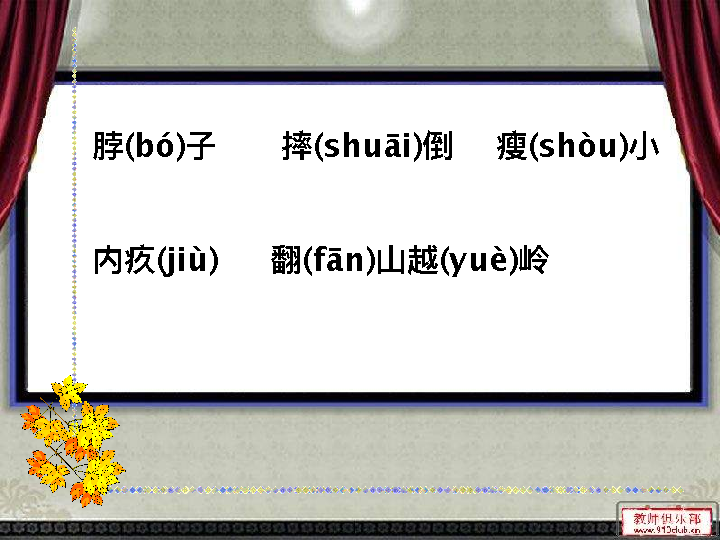 脖(bó)子 摔(shuāi)倒 瘦(shòu)小
内疚(jiù) 翻(fān)山越(yuè)岭
教师俱乐部
www.910club.cn